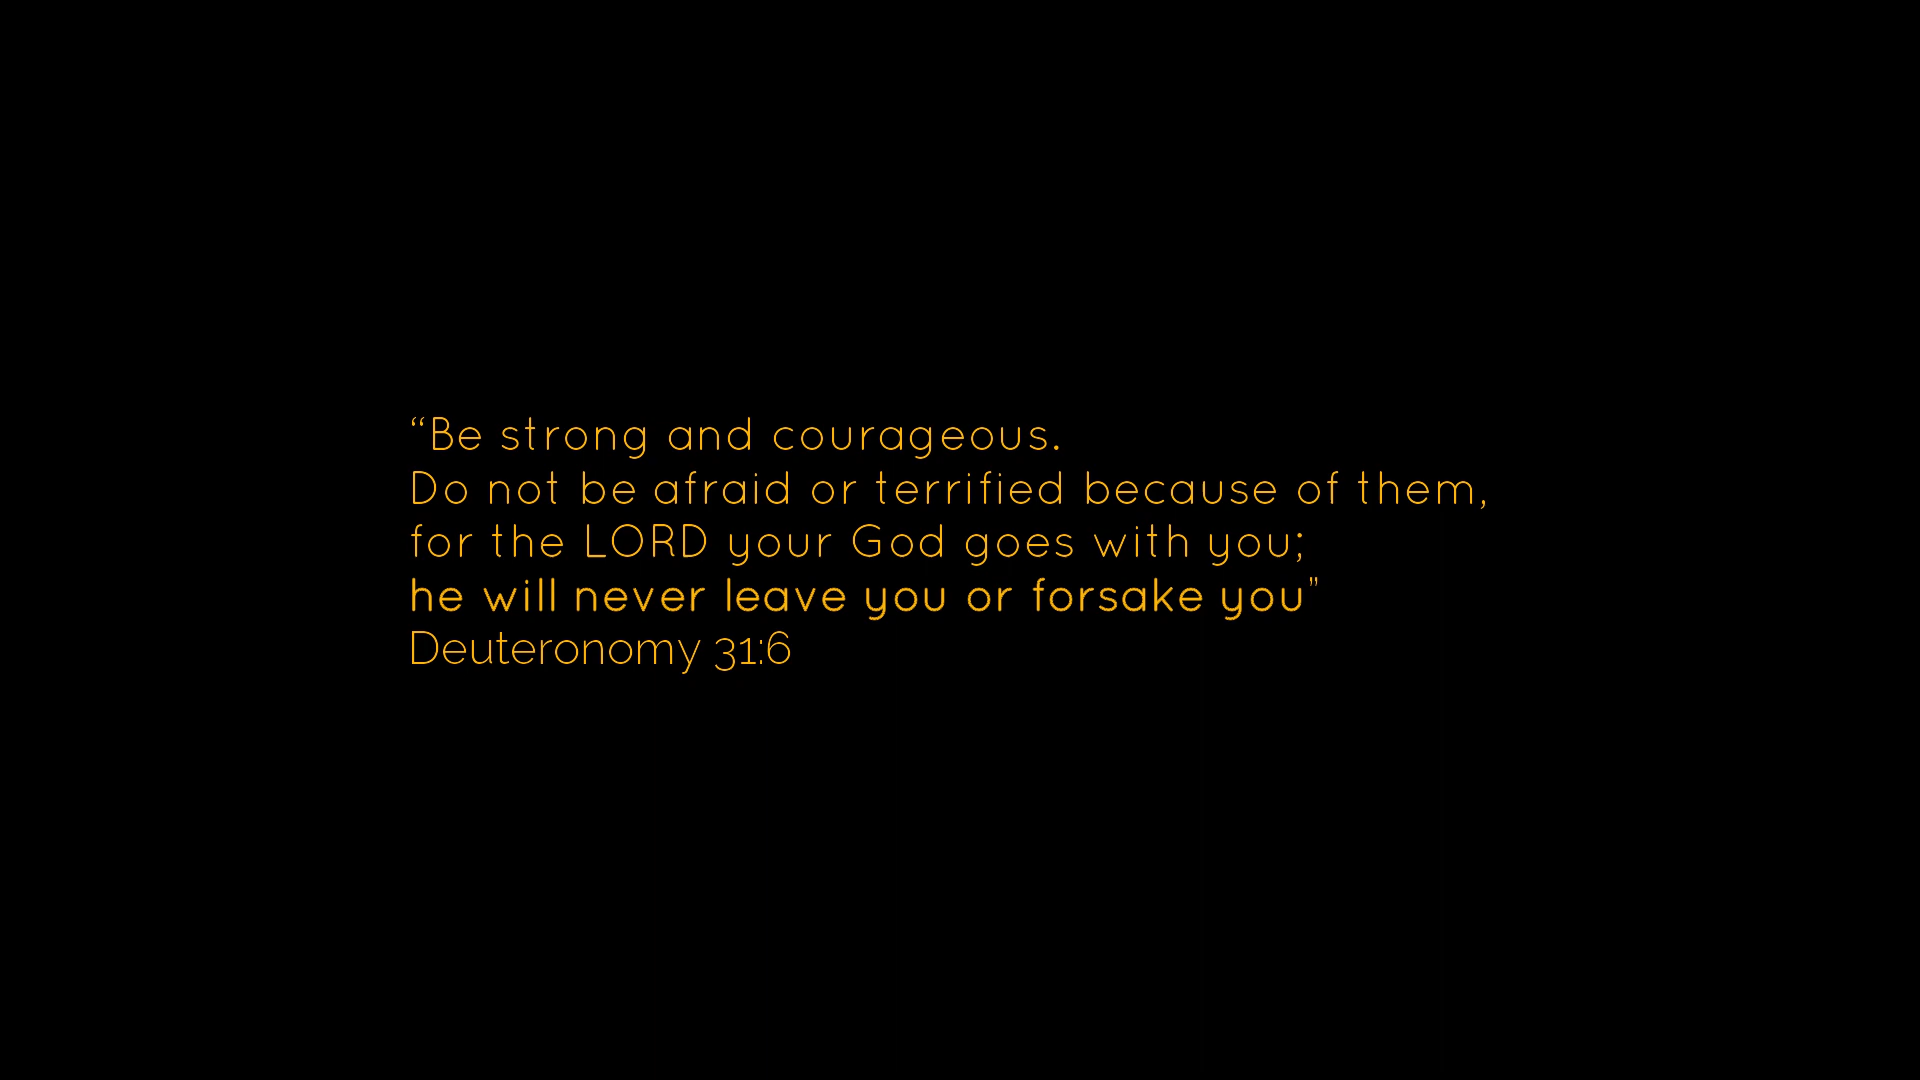 “Be strong and courageous.
Do not be afraid or terrified because of them,
for the LORD your God goes with you;
he will never leave you or forsake you”
Deuteronomy 31:6